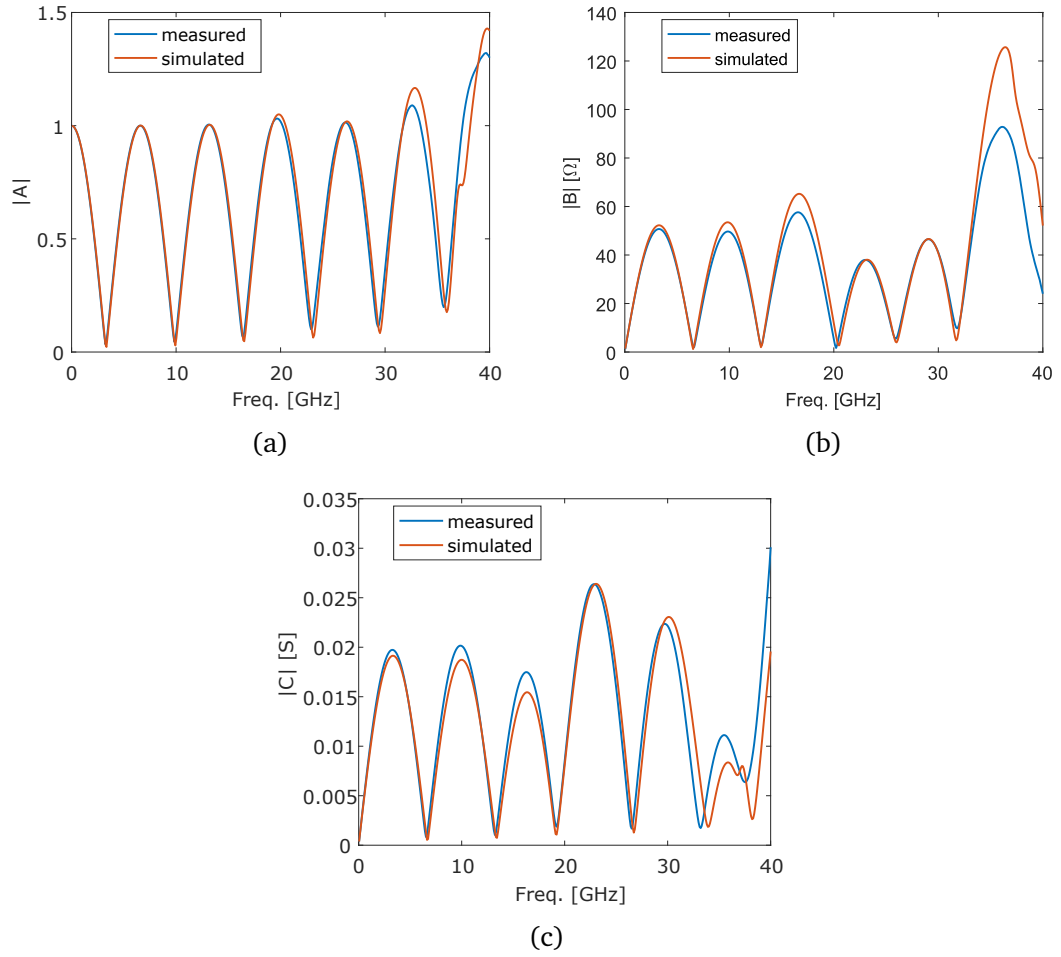 measured
simulated
|A|
1.5
1
0.5
0
0 10 20 30 40
Freq. [GHz]
(a)
measured
simulated
|B| [Ω]
140
120
100
80
60
40
20
0
0 10 20 30 40
Freq. [GHz]
(b)
measured
simulated
|C| [S]
0.035
0.03
0.025
0.02
0.015
0.01
0.005
0
0 10 20 30 40
Freq. [GHz]
(c)